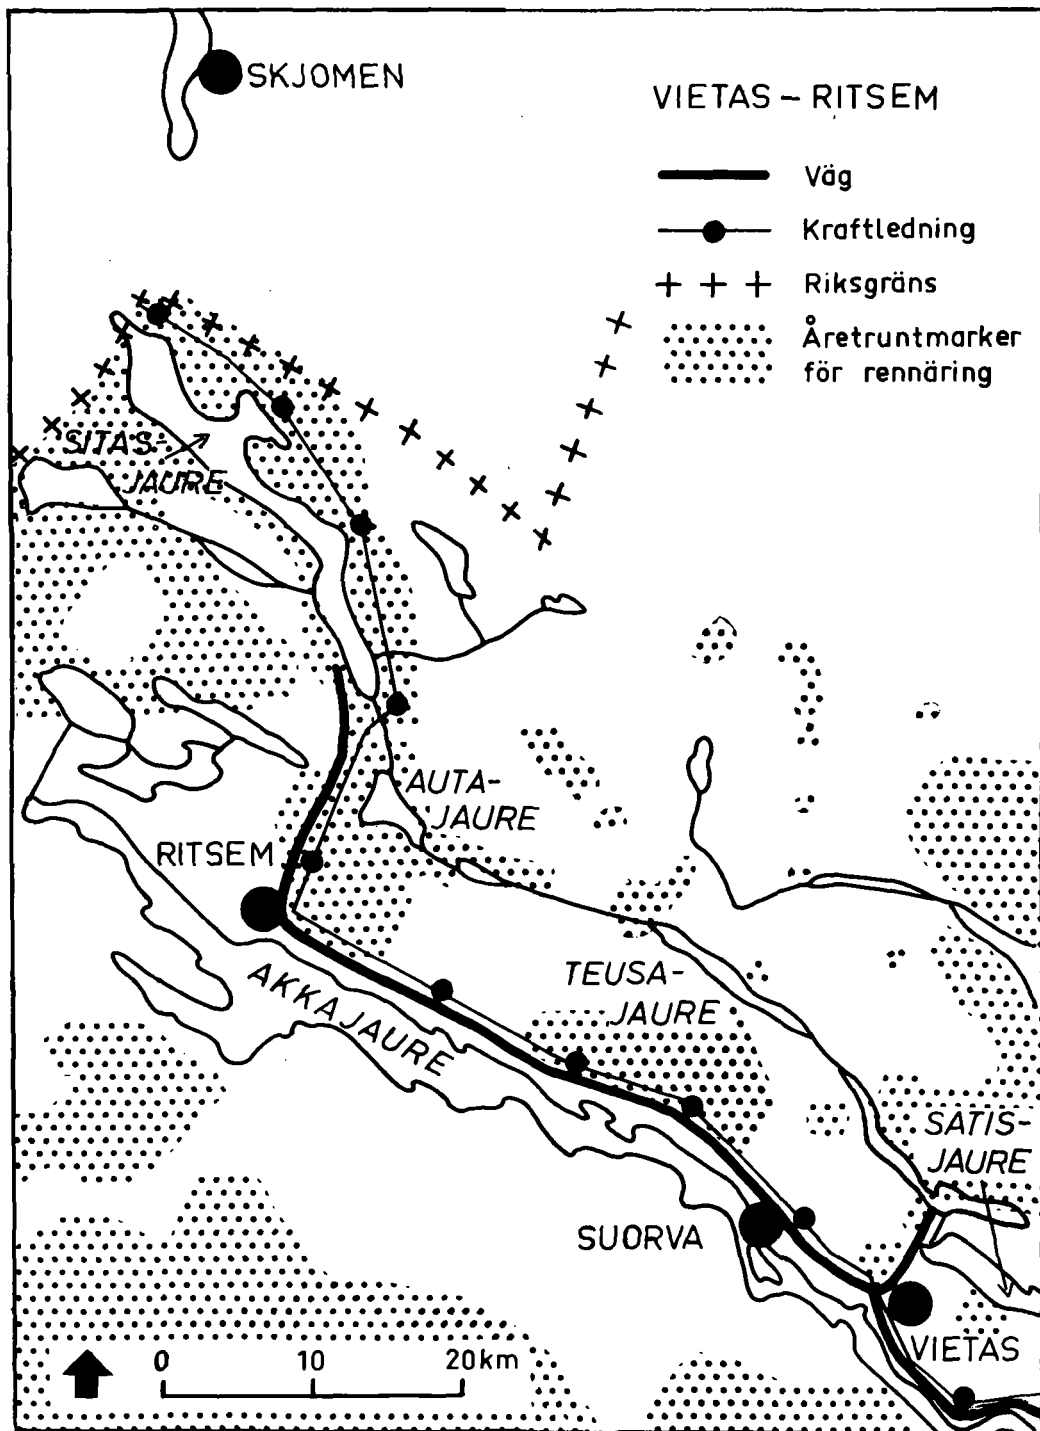 SKJOMEN
VIETAS – RITSEM
Väg
Kraftledning
Riksgräns
Åretruntmarker
för rennäring
SITAS-
JAURE
AUTA-
JAURE
RITSEM
AKKAJAURE
TEUSA-
JAURE
SATIS-
JAURE
SUORVA
VIETAS
0 10 20km